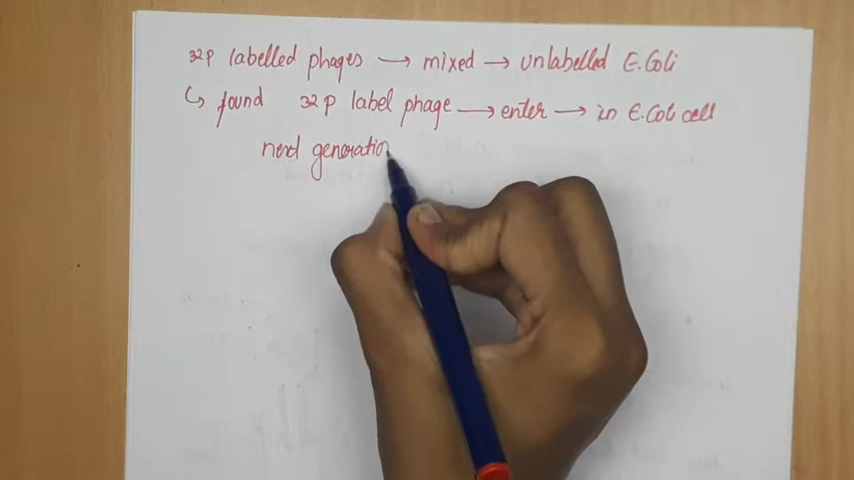 32P labelled phages → mixed → unlabelled E.Coli
↳ found 32P label phage → enter → in E.Coli cell
next generation